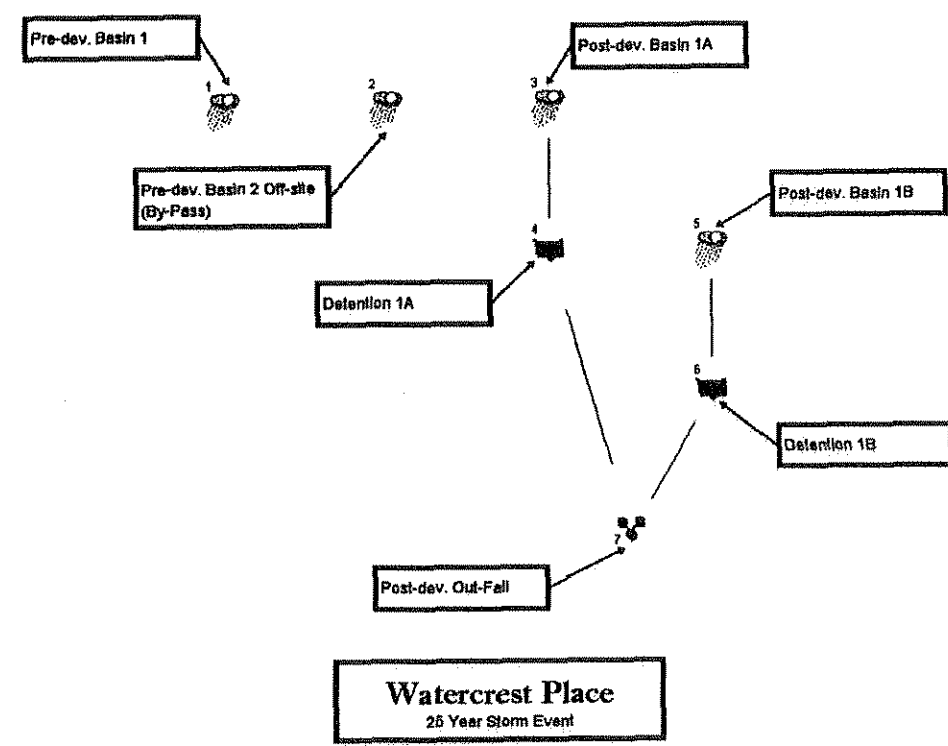 Pre-dev. Basin 1
Post-dev. Basin 1A
1
2
3
Pre-dev. Basin 2 Off-site
(By-Pass)
Post-dev. Basin 1B
4
5
Detention 1A
6
Detention 1B
7
Post-dev. Out-Fall
Watercrest Place
25 Year Storm Event